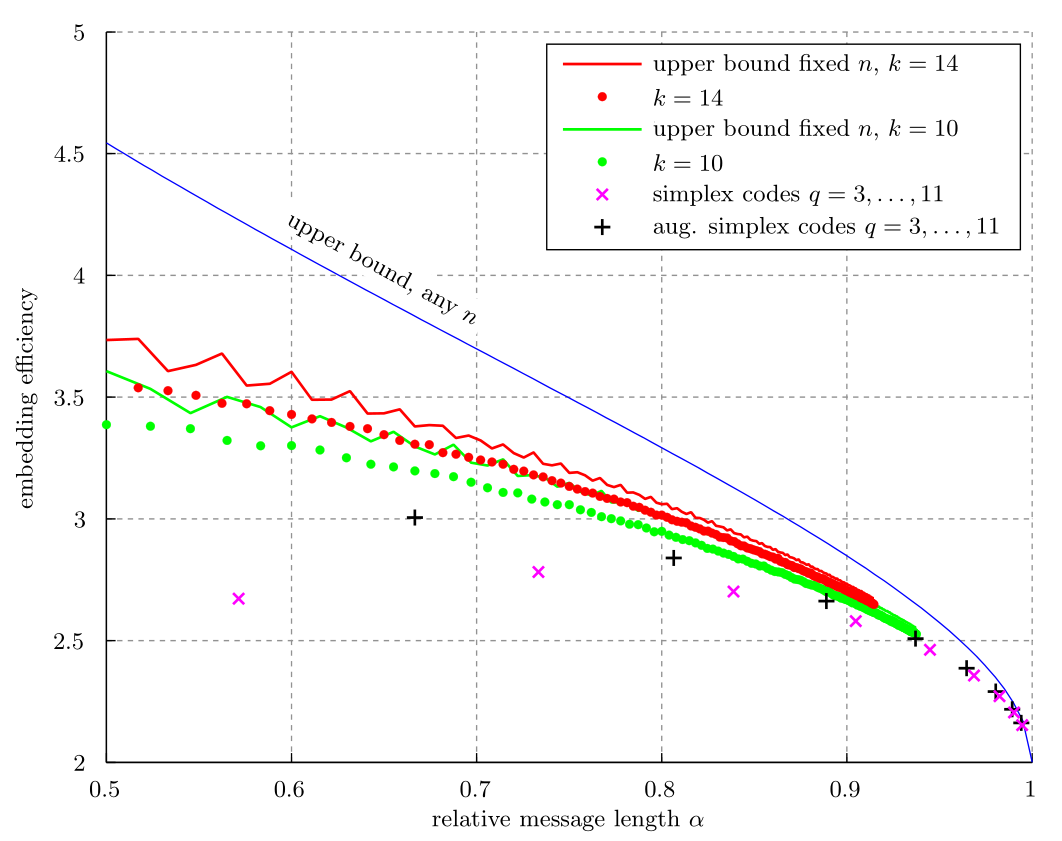 5
4.5
4
3.5
3
2.5
2
0.5
0.6
0.7
0.8
0.9
1
embedding efficiency
relative message length α
upper bound, any n
upper bound fixed n, k = 14
k = 14
upper bound fixed n, k = 10
k = 10
simplex codes q = 3, . . . , 11
aug. simplex codes q = 3, . . . , 11